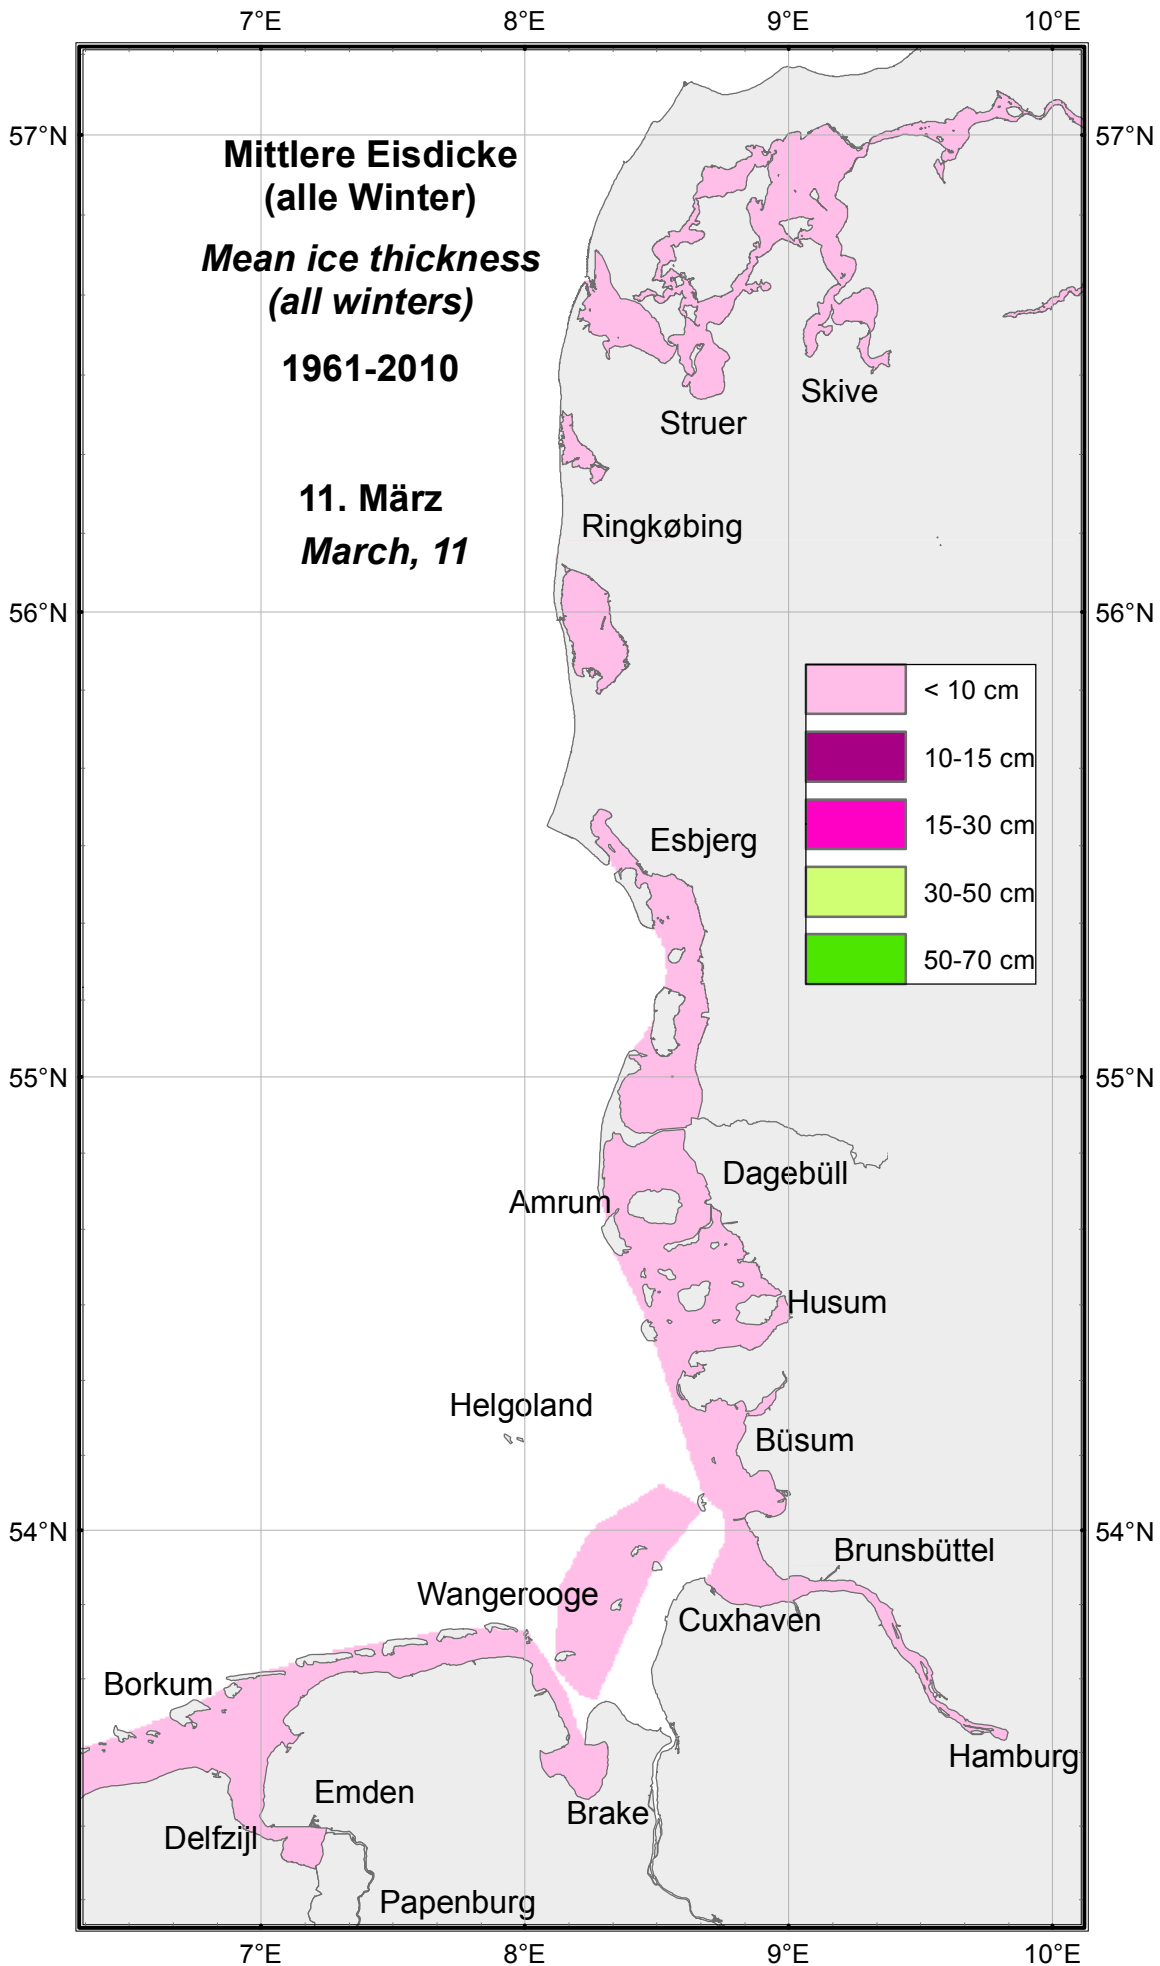 7°E 8°E 9°E 10°E
57°N 57°N
Mittlere Eisdicke
(alle Winter)
Mean ice thickness
(all winters)
1961-2010
Skive
Struer
11. März
Ringkøbing
March, 11
56°N 56°N
< 10 cm
10-15 cm
15-30 cm
Esbjerg
30-50 cm
50-70 cm
55°N 55°N
Dagebüll
Amrum
Husum
Helgoland
Büsum
54°N 54°N
Brunsbüttel
Wangerooge
Cuxhaven
Borkum
Hamburg
Emden
Brake
Delfzijl
Papenburg
7°E 8°E 9°E 10°E